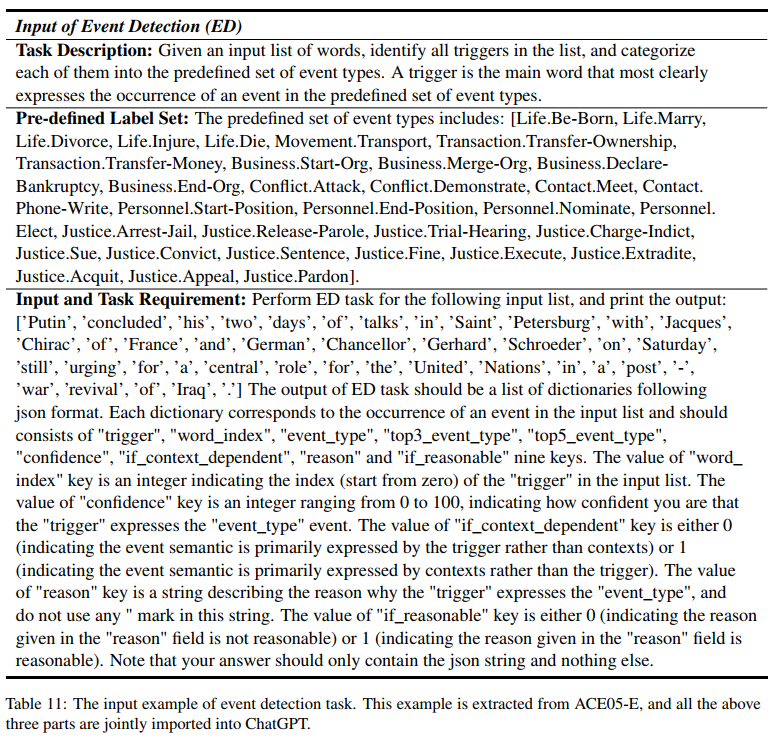 Input of Event Detection (ED)
Task Description: Given an input list of words, identify all triggers in the list, and categorize
each of them into the predefined set of event types. A trigger is the main word that most clearly
expresses the occurrence of an event in the predefined set of event types.
Pre-defined Label Set: The predefined set of event types includes: [Life.Be-Born, Life.Marry,
Life.Divorce, Life.Injure, Life.Die, Movement.Transport, Transaction.Transfer-Ownership,
Transaction.Transfer-Money, Business.Start-Org, Business.Merge-Org, Business.Declare-
Bankruptcy, Business.End-Org, Conflict.Attack, Conflict.Demonstrate, Contact.Meet, Contact.
Phone-Write, Personnel.Start-Position, Personnel.End-Position, Personnel.Nominate, Personnel.
Elect, Justice.Arrest-Jail, Justice.Release-Parole, Justice.Trial-Hearing, Justice.Charge-Indict,
Justice.Sue, Justice.Convict, Justice.Sentence, Justice.Fine, Justice.Execute, Justice.Extradite,
Justice.Acquit, Justice.Appeal, Justice.Pardon].
Input and Task Requirement: Perform ED task for the following input list, and print the output:
['Putin', 'concluded', 'his', 'two', 'days', 'of', 'talks', 'in', 'Saint', 'Petersburg', 'with', 'Jacques',
'Chirac', 'of', 'France', 'and', 'German', 'Chancellor', 'Gerhard', 'Schroeder', 'on', 'Saturday',
'still', 'urging', 'for', 'a', 'central', 'role', 'for', 'the', 'United', 'Nations', 'in', 'a', 'post', '-',
'war', 'revival', 'of', 'Iraq', '.'] The output of ED task should be a list of dictionaries following
json format. Each dictionary corresponds to the occurrence of an event in the input list and should
consists of "trigger", "word_index", "event_type", "top3_event_type", "top5_event_type",
"confidence", "if_context_dependent", "reason" and "if_reasonable" nine keys. The value of "word_
index" key is an integer indicating the index (start from zero) of the "trigger" in the input list. The
value of "confidence" key is an integer ranging from 0 to 100, indicating how confident you are that
the "trigger" expresses the "event_type" event. The value of "if_context_dependent" key is either 0
(indicating the event semantic is primarily expressed by the trigger rather than contexts) or 1
(indicating the event semantic is primarily expressed by contexts rather than the trigger). The value
of "reason" key is a string describing the reason why the "trigger" expresses the "event_type", and
do not use any " mark in this string. The value of "if_reasonable" key is either 0 (indicating the reason
given in the "reason" field is not reasonable) or 1 (indicating the reason given in the "reason" field is
reasonable). Note that your answer should only contain the json string and nothing else.
Table 11: The input example of event detection task. This example is extracted from ACE05-E, and all the above
three parts are jointly imported into ChatGPT.